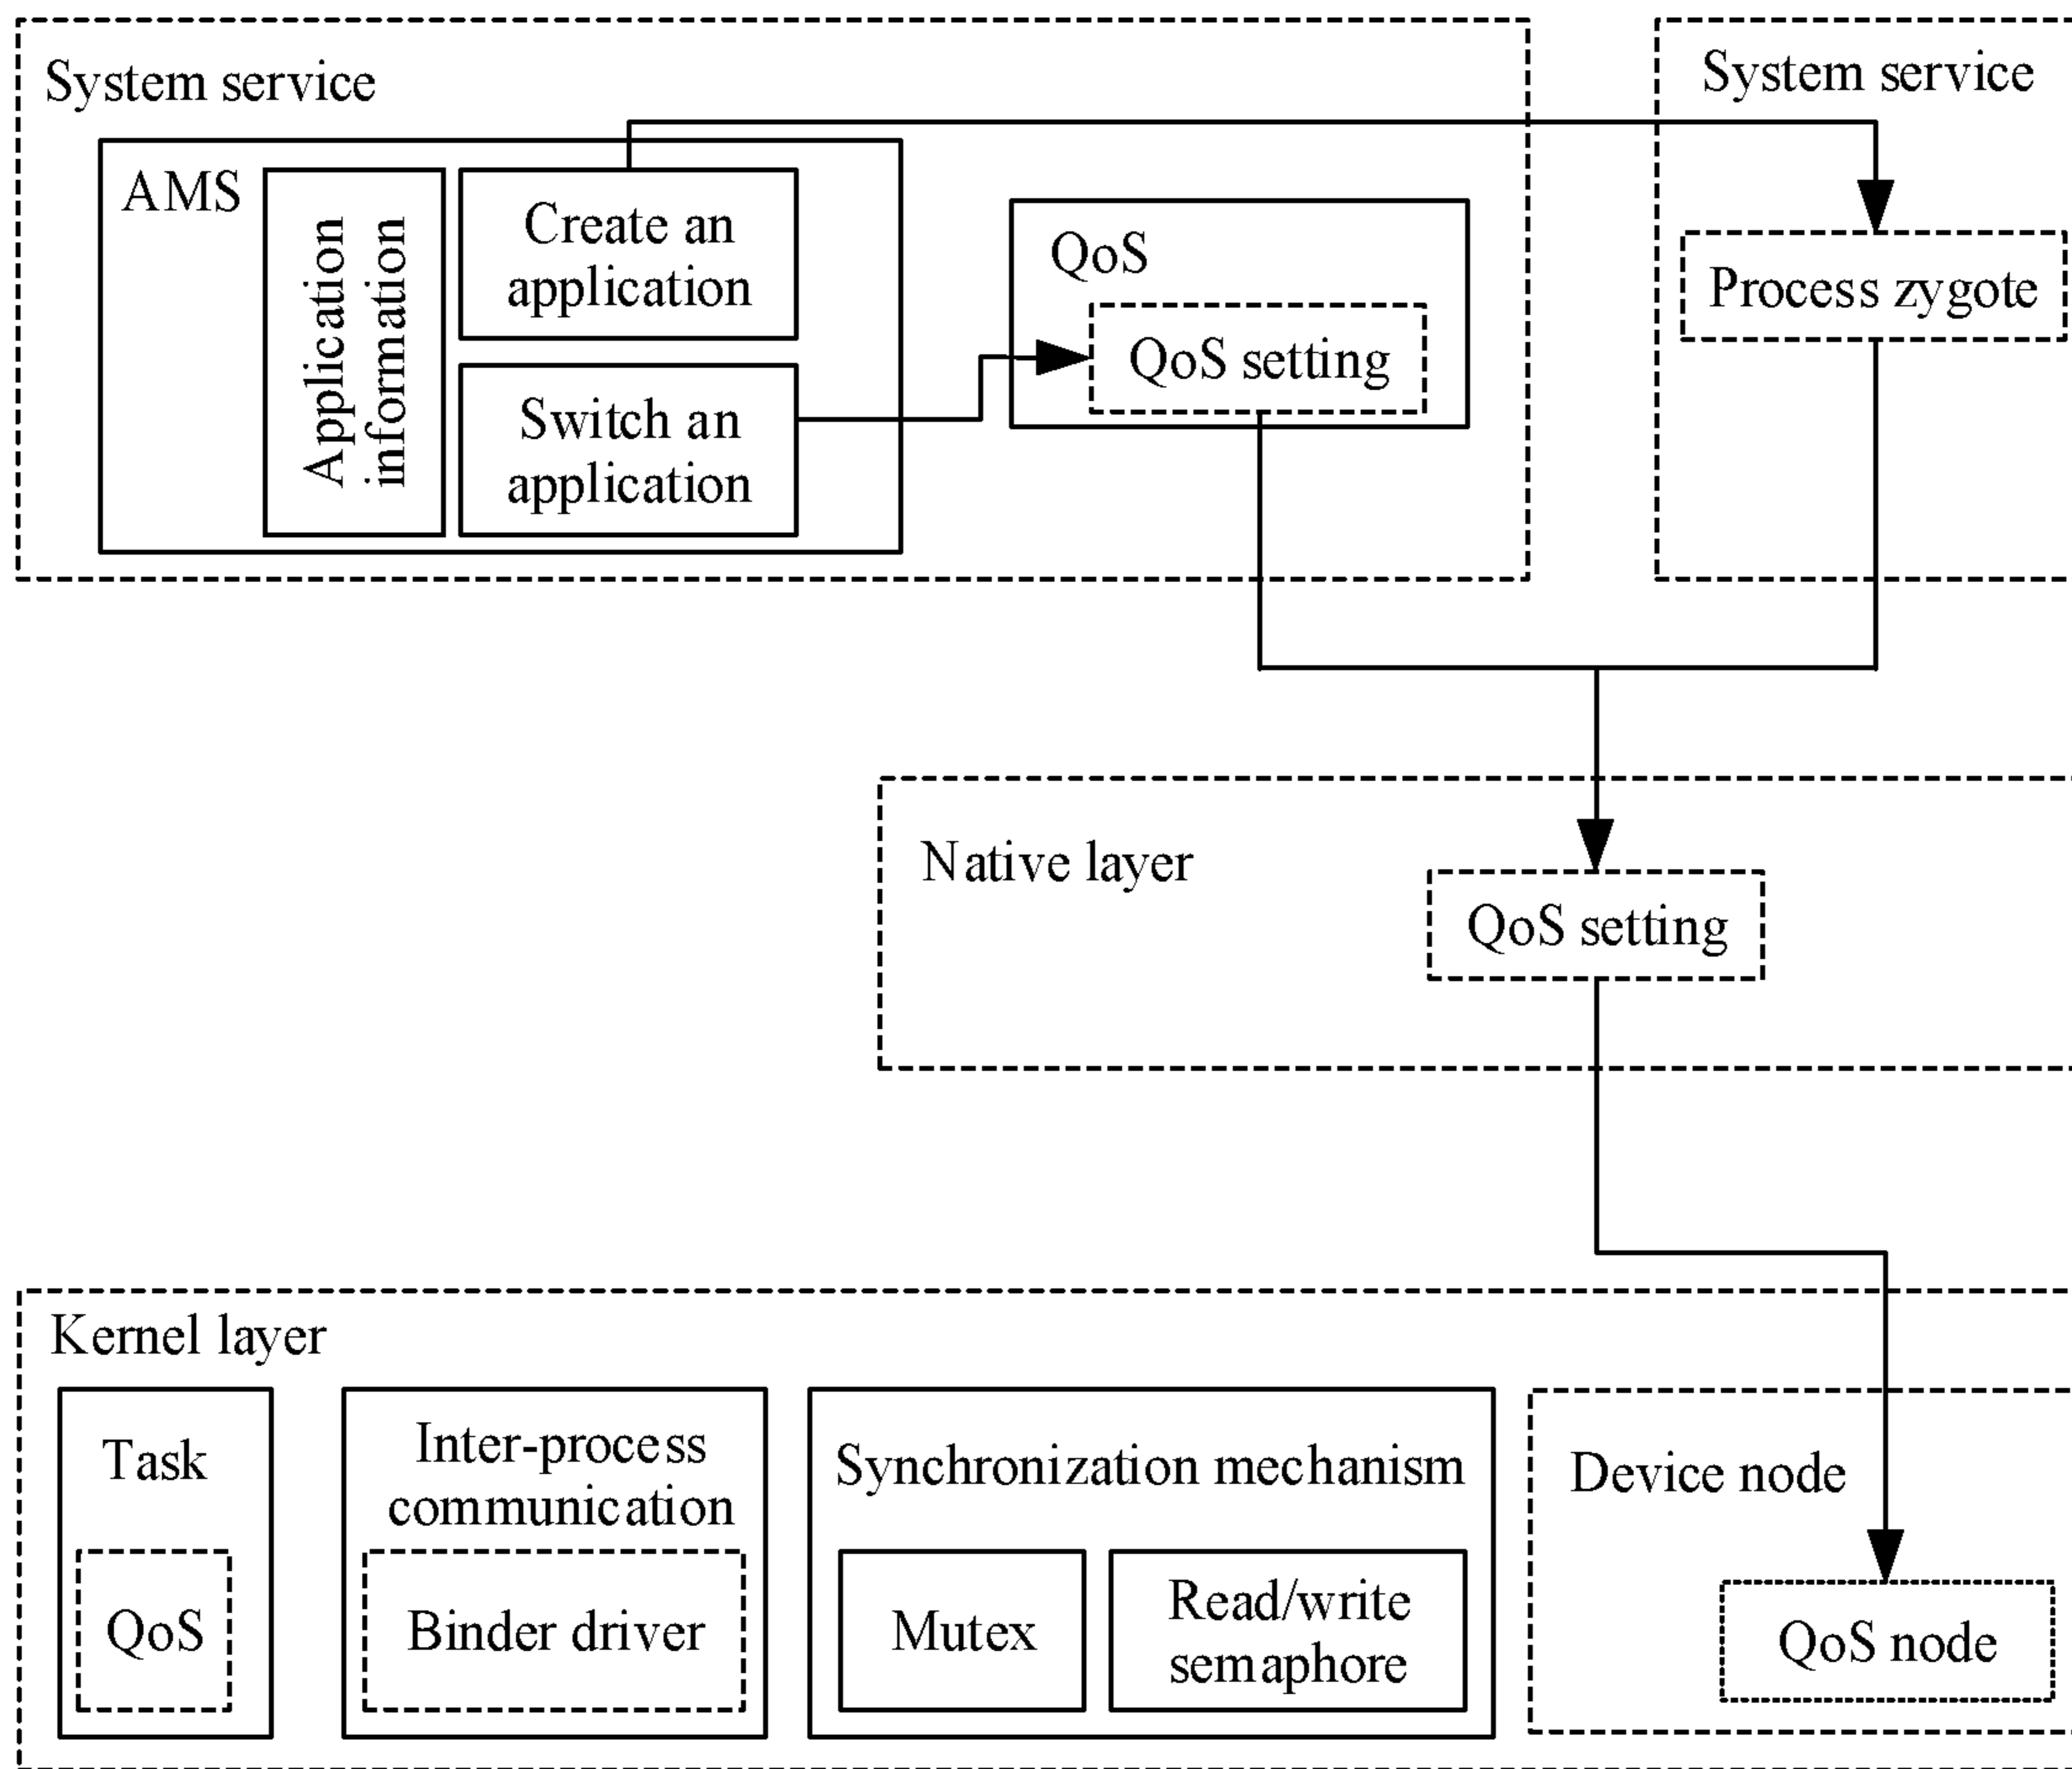 System service
AMS
Application
information
Create an
application
Switch an
application
QoS
QoS setting
System service
Process zygote
Native layer
QoS setting
Kernel layer
Task
QoS
Inter-process
communication
Binder driver
Synchronization mechanism
Mutex
Read/write
semaphore
Device node
QoS node